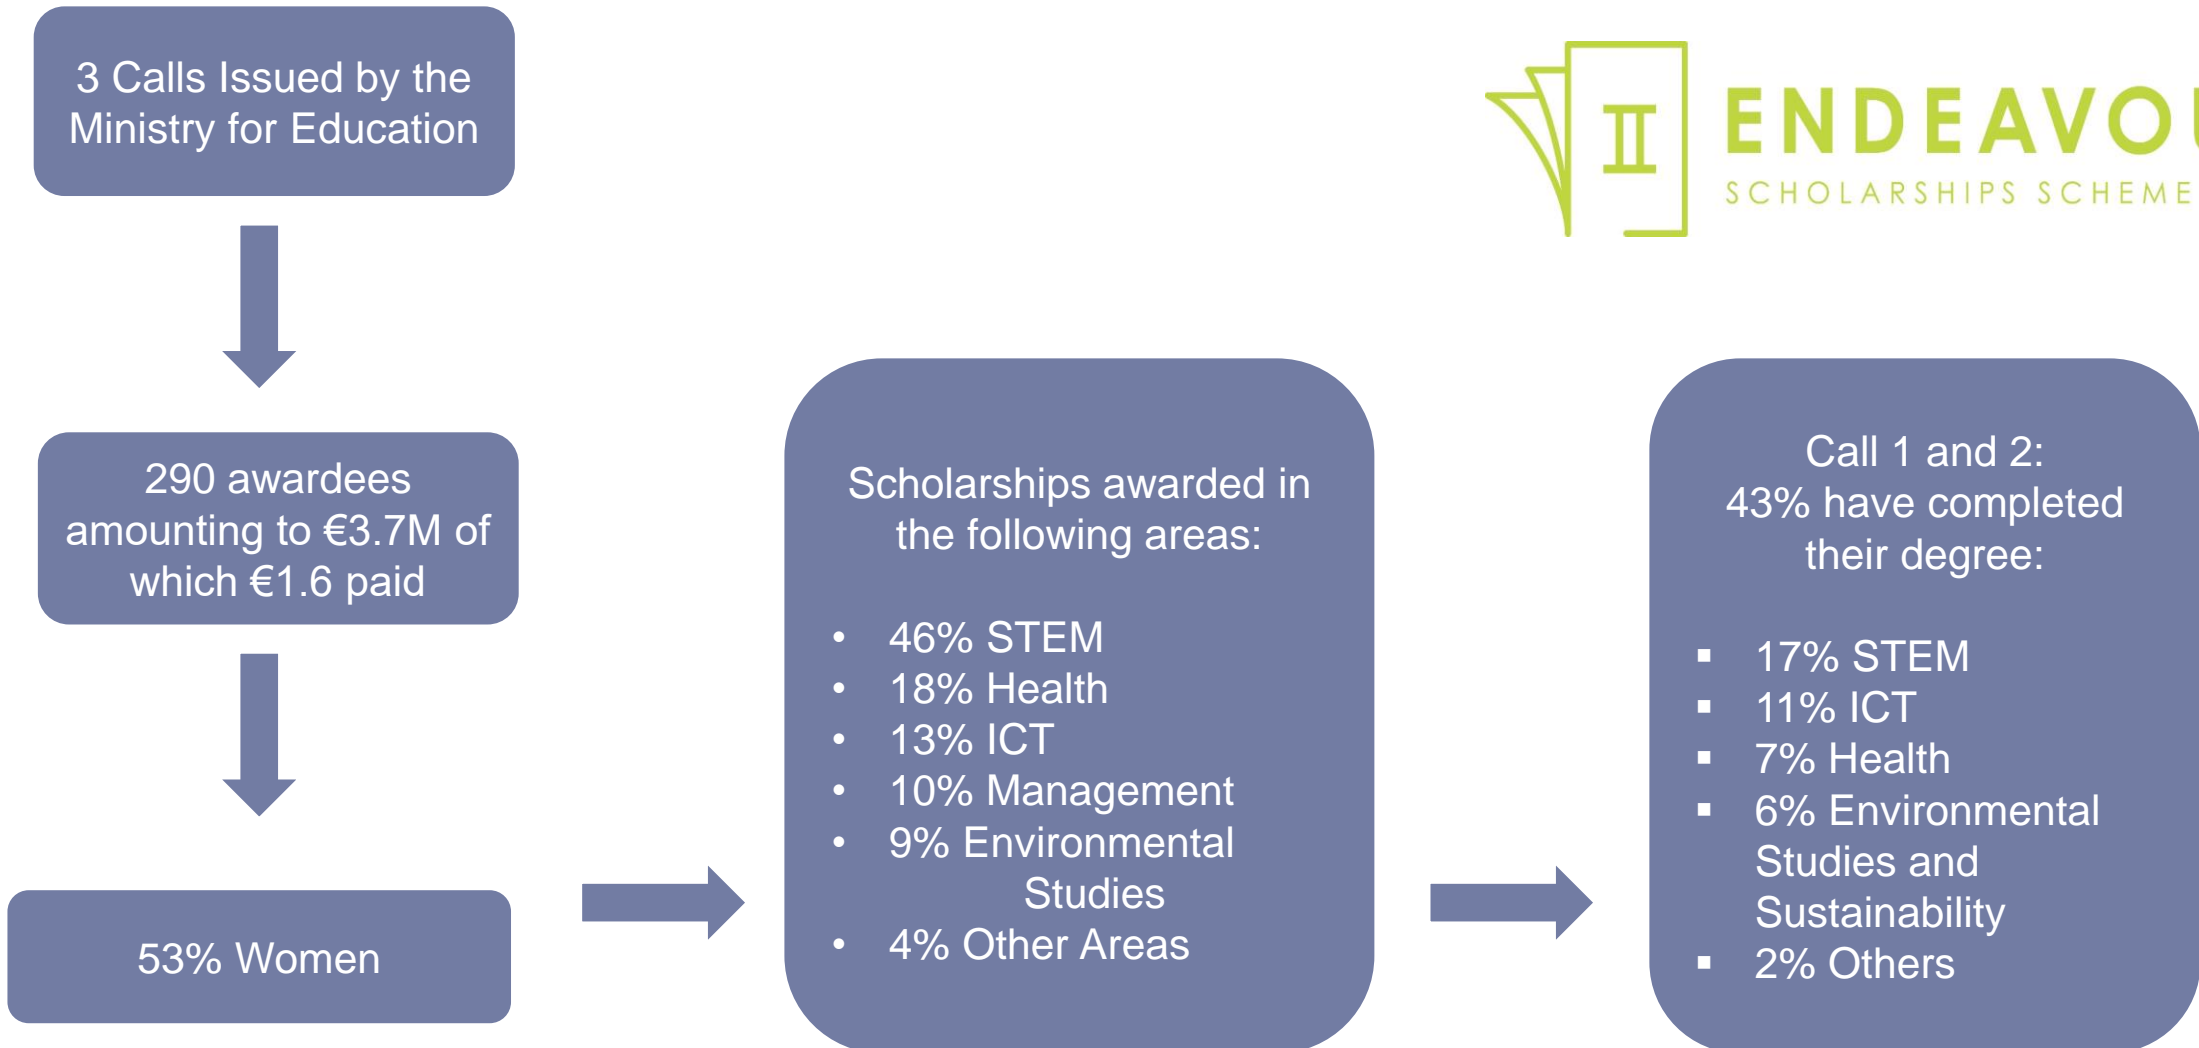 3 Calls Issued by the
Ministry for Education
II
ENDEAVOU
SCHOLARSHIPS SCHEME
290 awardees
amounting to €3.7M of
which €1.6 paid
53% Women
Scholarships awarded in
the following areas:
• 46% STEM
• 18% Health
• 13% ICT
• 10% Management
• 9% Environmental
Studies
• 4% Other Areas
Call 1 and 2:
43% have completed
their degree:
▪ 17% STEM
▪ 11% ICT
▪ 7% Health
▪ 6% Environmental
Studies and
Sustainability
▪ 2% Others